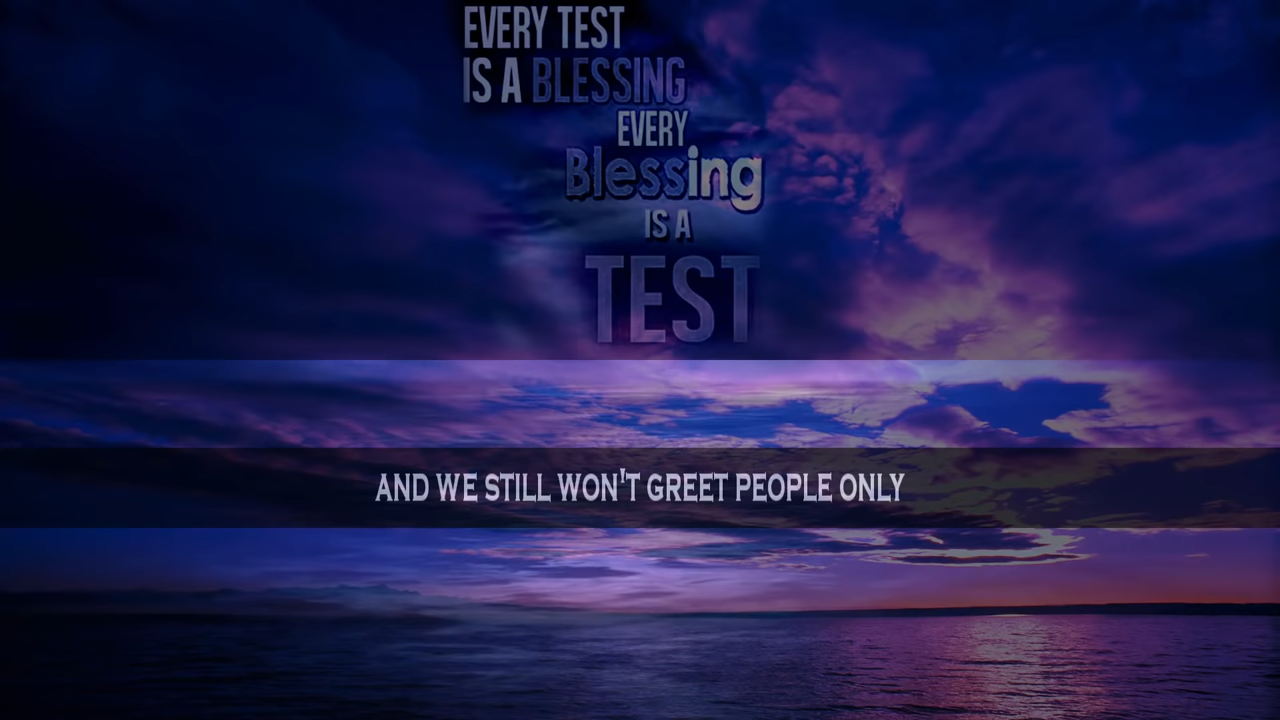 EVERY TEST
IS A BLESSING
EVERY
Blessing
IS A
TEST
AND WE STILL WON'T GREET PEOPLE ONLY